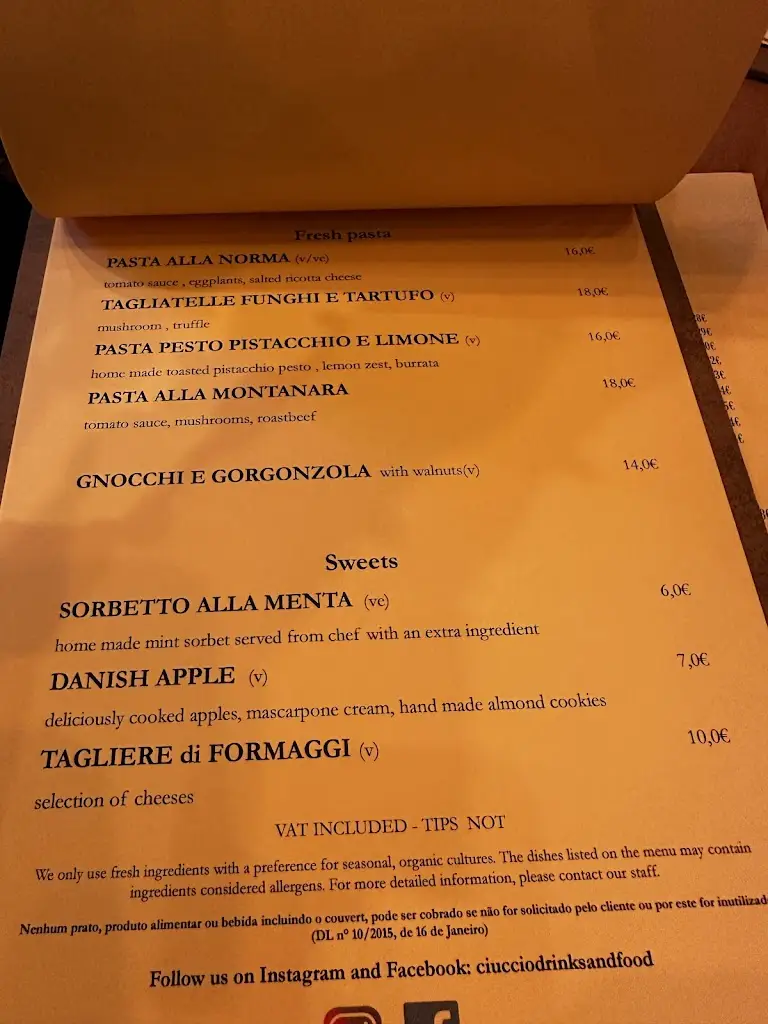 Fresh pasta
PASTA ALLA NORMA (v/ve) 16,0€
tomato sauce , eggplants, salted ricotta cheese
TAGLIATELLE FUNGHI E TARTUFO (v) 18,0€
mushroom , truffle
PASTA PESTO PISTACCHIO E LIMONE (v) 16,0€
home made toasted pistacchio pesto , lemon zest, burrata
PASTA ALLA MONTANARA 18,0€
tomato sauce, mushrooms, roastbeef
GNOCCHI E GORGONZOLA with walnuts(v) 14,0€
Sweets
SORBETTO ALLA MENTA (ve) 6,0€
home made mint sorbet served from chef with an extra ingredient
DANISH APPLE (v) 7,0€
deliciously cooked apples, mascarpone cream, hand made almond cookies
TAGLIERE di FORMAGGI (v) 10,0€
selection of cheeses
VAT INCLUDED - TIPS NOT
We only use fresh ingredients with a preference for seasonal, organic cultures. The dishes listed on the menu may contain
ingredients considered allergens. For more detailed information, please contact our staff.
Nenhum prato, produto alimentar ou bebida incluindo o couvert, pode ser cobrado se não for solicitado pelo cliente ou por este for inutilizad
(DL nº 10/2015, de 16 de Janeiro)
Follow us on Instagram and Facebook: ciucciodrinksandfood